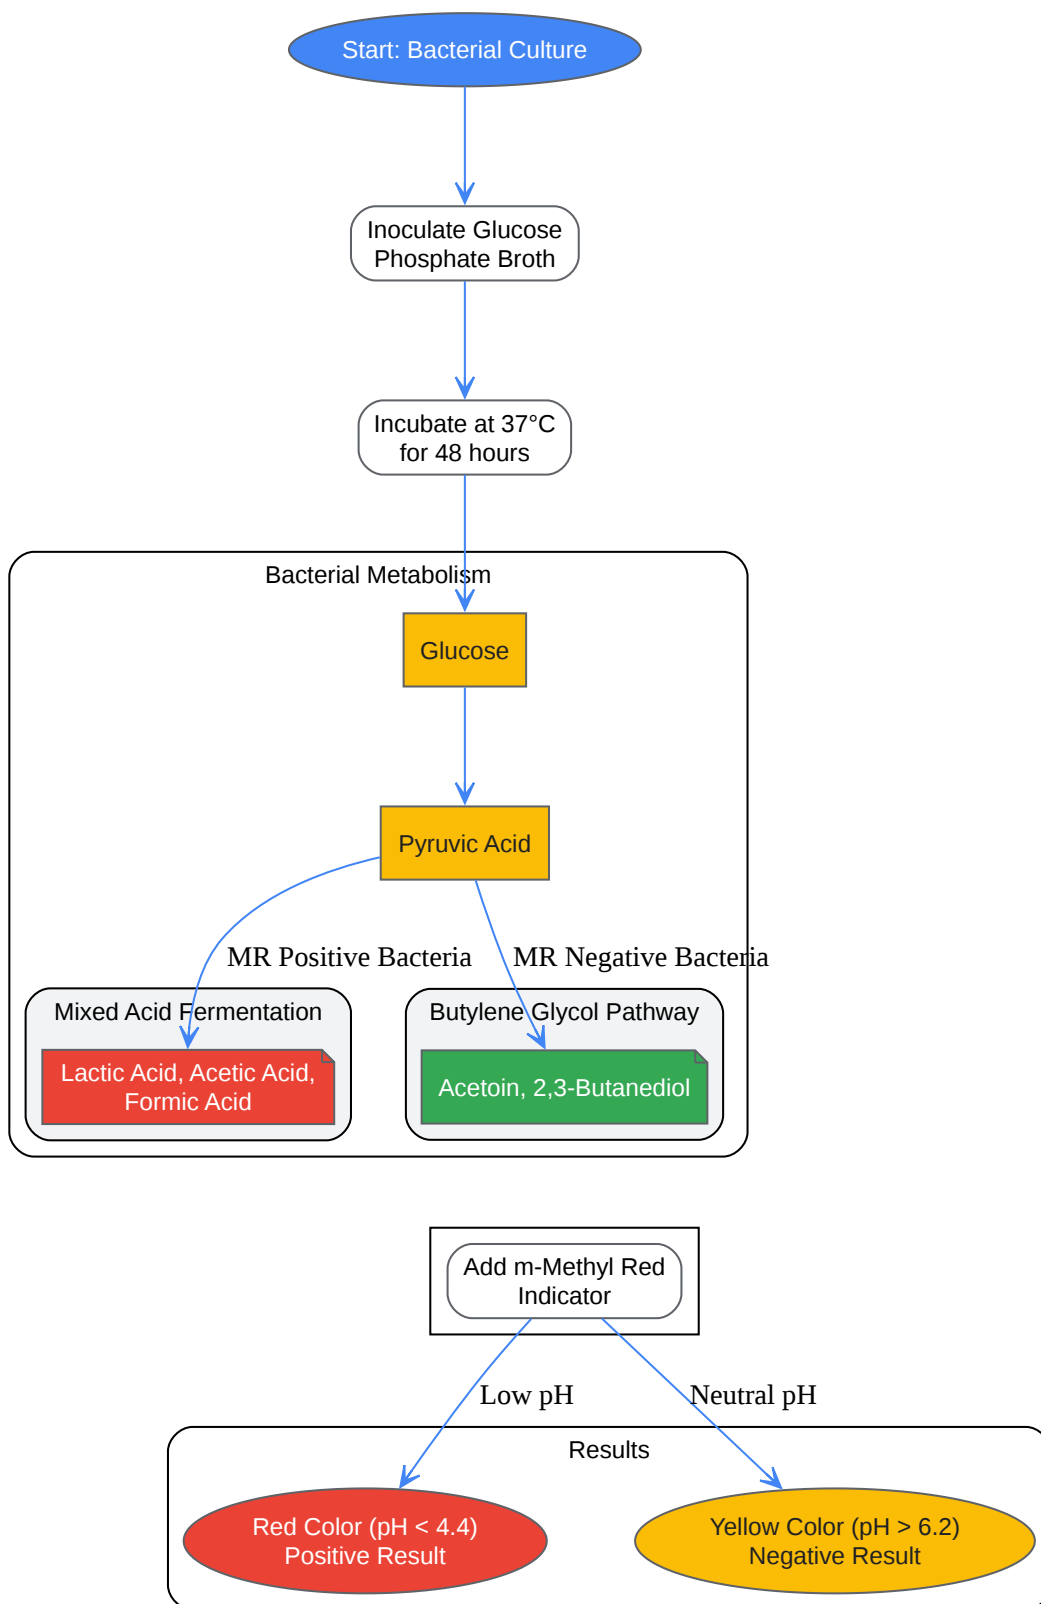 Start: Bacterial Culture
Inoculate Glucose
Phosphate Broth
Incubate at 37°C
for 48 hours
Bacterial Metabolism
Glucose
Pyruvic Acid
MR Positive Bacteria
MR Negative Bacteria
Mixed Acid Fermentation
Lactic Acid, Acetic Acid,
Formic Acid
Butylene Glycol Pathway
Acetoin, 2,3-Butanediol
Add m-Methyl Red
Indicator
Low pH
Neutral pH
Results
Red Color (pH < 4.4)
Positive Result
Yellow Color (pH > 6.2)
Negative Result